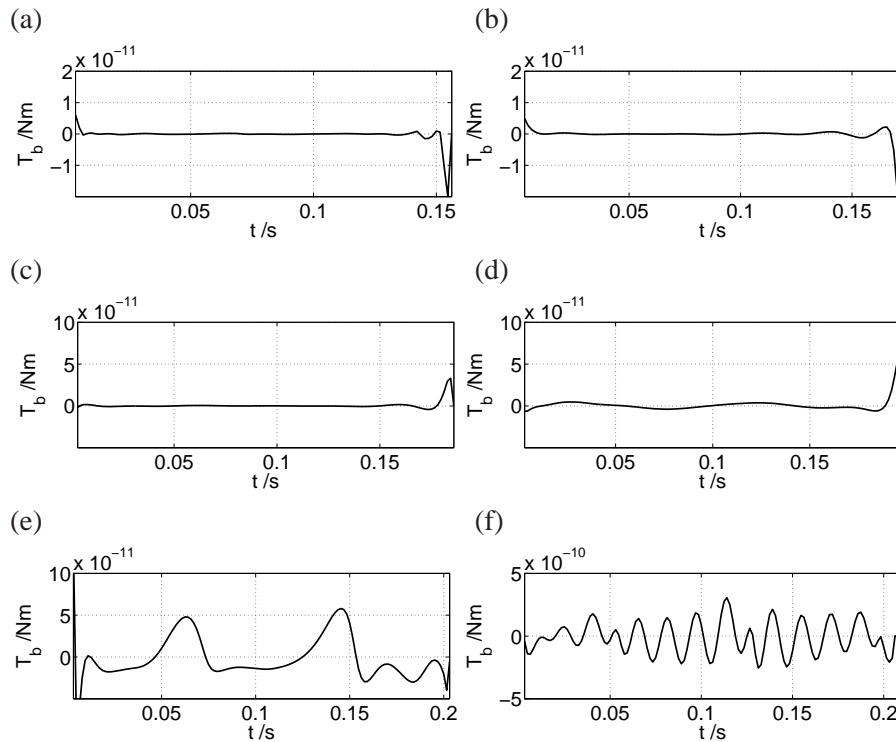 (a)
x 10⁻¹¹
2
1
0
−1
T_b /Nm
0.05 0.1 0.15
t /s
(b)
x 10⁻¹¹
2
1
0
−1
T_b /Nm
0.05 0.1 0.15
t /s
(c)
x 10⁻¹¹
10
5
0
T_b /Nm
0.05 0.1 0.15
t /s
(d)
x 10⁻¹¹
10
5
0
T_b /Nm
0.05 0.1 0.15
t /s
(e)
x 10⁻¹¹
10
5
0
T_b /Nm
0.05 0.1 0.15 0.2
t /s
(f)
x 10⁻¹⁰
5
0
−5
T_b /Nm
0.05 0.1 0.15 0.2
t /s